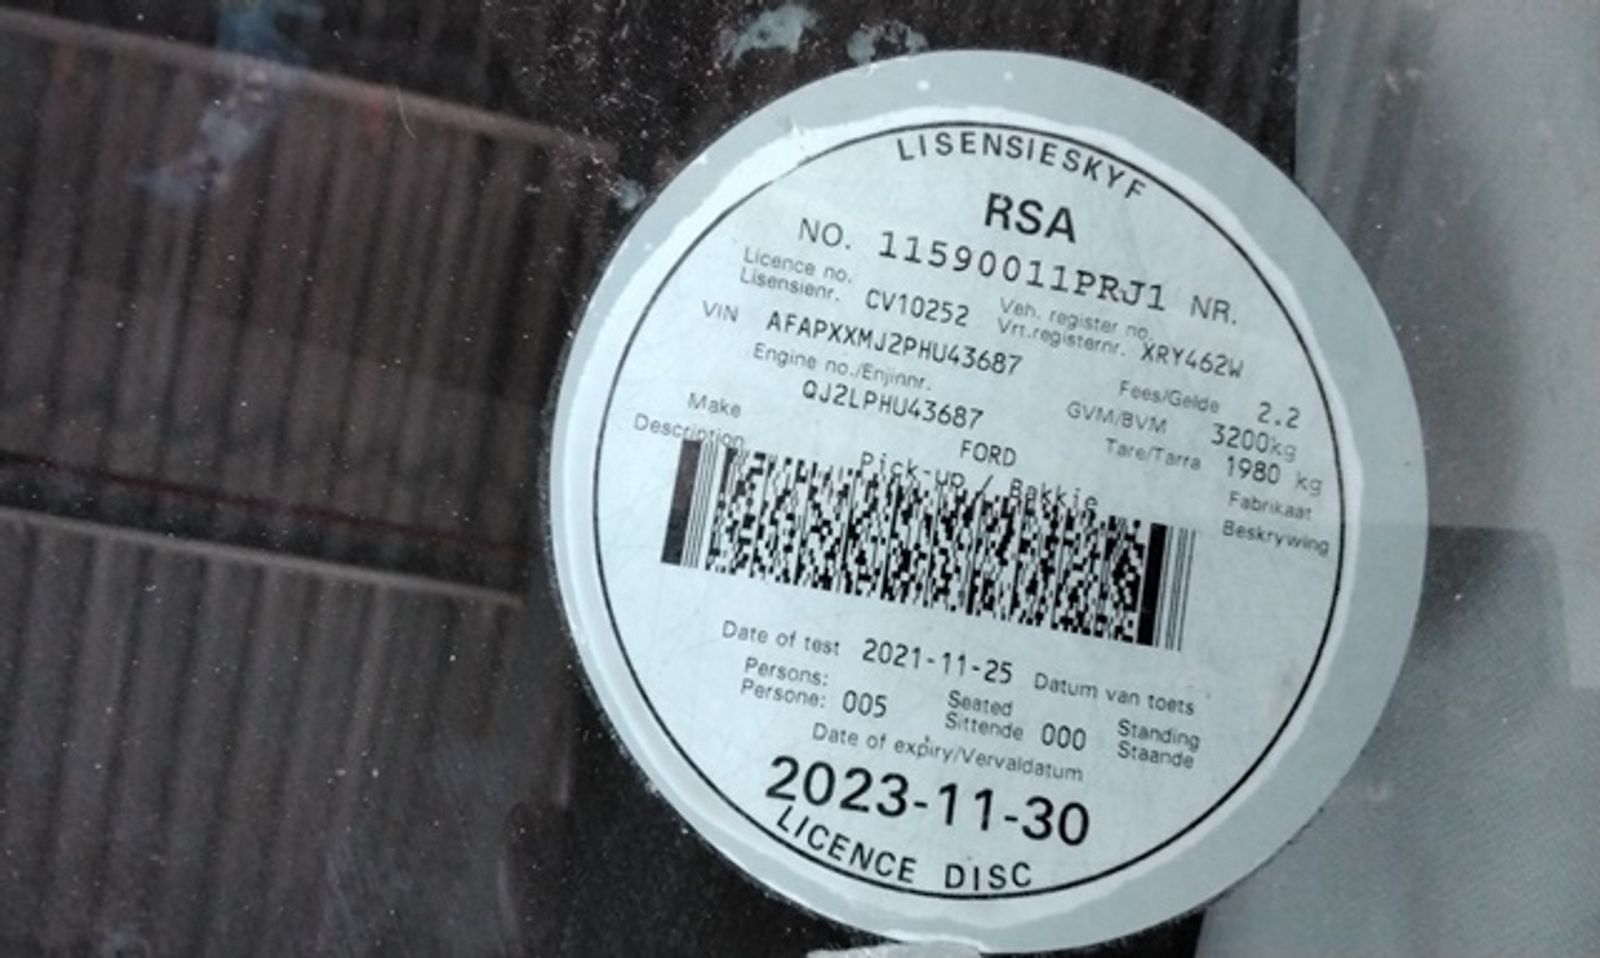 LISENSIESKYF
RSA
NO. 11590011PRJ1 NR.
Licence no. Veh. register no.
Lisensienr. CV10252 Vrt.registernr. XRY462W
VIN AFAPXXMJ2PHU43687
Engine no./Enjinnr. Fees/Gelde 2.2
QJ2LPHU43687 GVM/BVM 3200kg
Make FORD Tare/Tarra 1980 kg Fabrikaat
Description Pick-up / Bakkie Beskrywing
Date of test 2021-11-25 Datum van toets
Persons: Seated Standing
Persone: 005 Sittende 000 Staande
Date of expiry/Vervaldatum
2023-11-30
LICENCE DISC